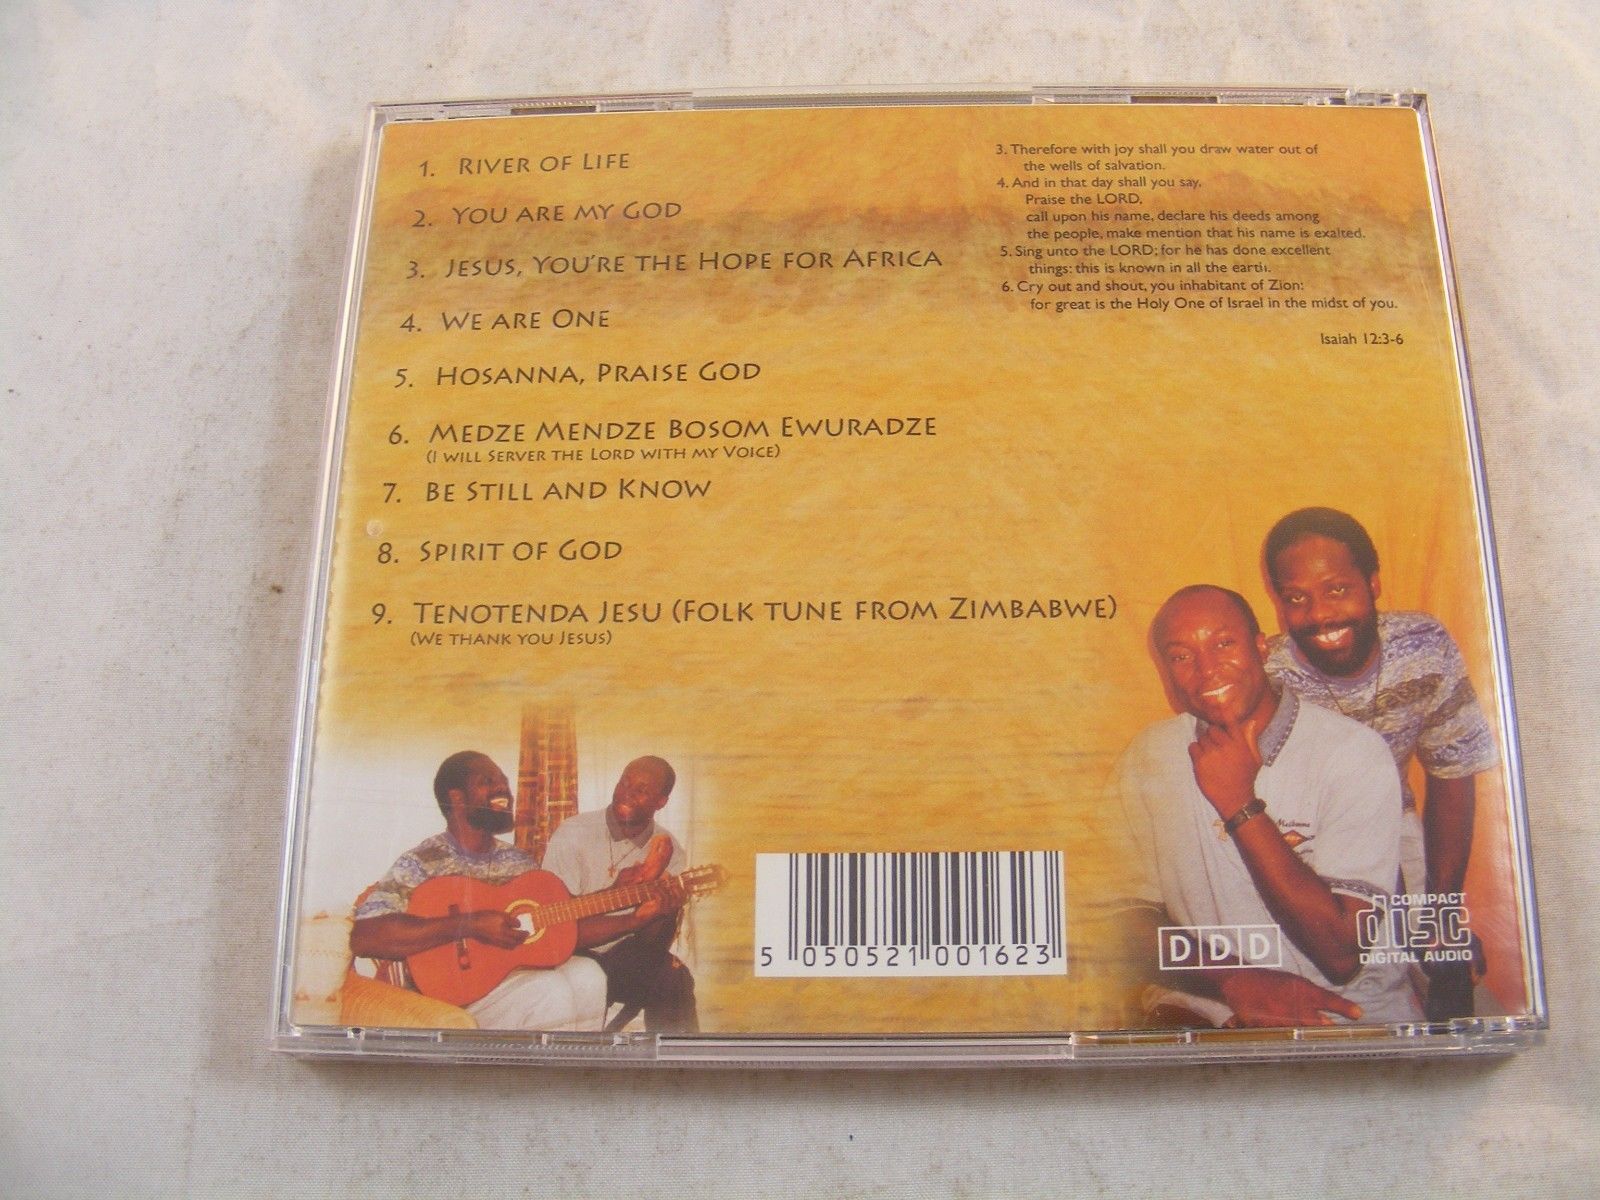 1. River of Life
2. You are my God
3. Jesus, You're the Hope for Africa
4. We are One
5. Hosanna, Praise God
6. Medze Mendze Bosom Ewuradze
(I will Server the Lord with my Voice)
7. Be Still and Know
8. Spirit of God
9. Tenotenda Jesu (Folk tune from Zimbabwe)
(We thank you Jesus)
3. Therefore with joy shall you draw water out of
the wells of salvation.
4. And in that day shall you say,
Praise the LORD,
call upon his name, declare his deeds among
the people, make mention that his name is exalted.
5. Sing unto the LORD; for he has done excellent
things: this is known in all the earth.
6. Cry out and shout, you inhabitant of Zion:
for great is the Holy One of Israel in the midst of you.
Isaiah 12:3-6
5 050521 001623
DDD
COMPACT
disc
DIGITAL AUDIO